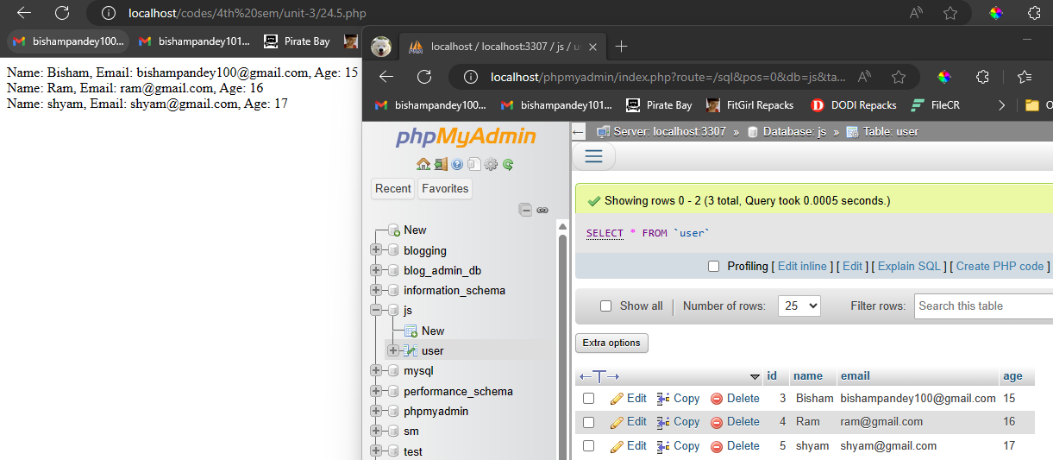 localhost/codes/4th%20sem/unit-3/24.5.php
bishampandey100... bishampandey101... Pirate Bay
Name: Bisham, Email: bishampandey100@gmail.com, Age: 15
Name: Ram, Email: ram@gmail.com, Age: 16
Name: shyam, Email: shyam@gmail.com, Age: 17
localhost / localhost:3307 / js / u
localhost/phpmyadmin/index.php?route=/sql&pos=0&db=js&ta...
bishampandey100... bishampandey101... Pirate Bay FitGirl Repacks DODI Repacks FileCR
phpMyAdmin
Recent Favorites
New
blogging
blog_admin_db
information_schema
js
New
user
mysql
performance_schema
phpmyadmin
sm
test
Server: localhost:3307 » Database: js » Table: user
Showing rows 0 - 2 (3 total, Query took 0.0005 seconds.)
SELECT * FROM `user`
Profiling [ Edit inline ] [ Edit ] [ Explain SQL ] [ Create PHP code ]
Show all Number of rows: 25 Filter rows: Search this table
Extra options
id name email age
Edit Copy Delete 3 Bisham bishampandey100@gmail.com 15
Edit Copy Delete 4 Ram ram@gmail.com 16
Edit Copy Delete 5 shyam shyam@gmail.com 17